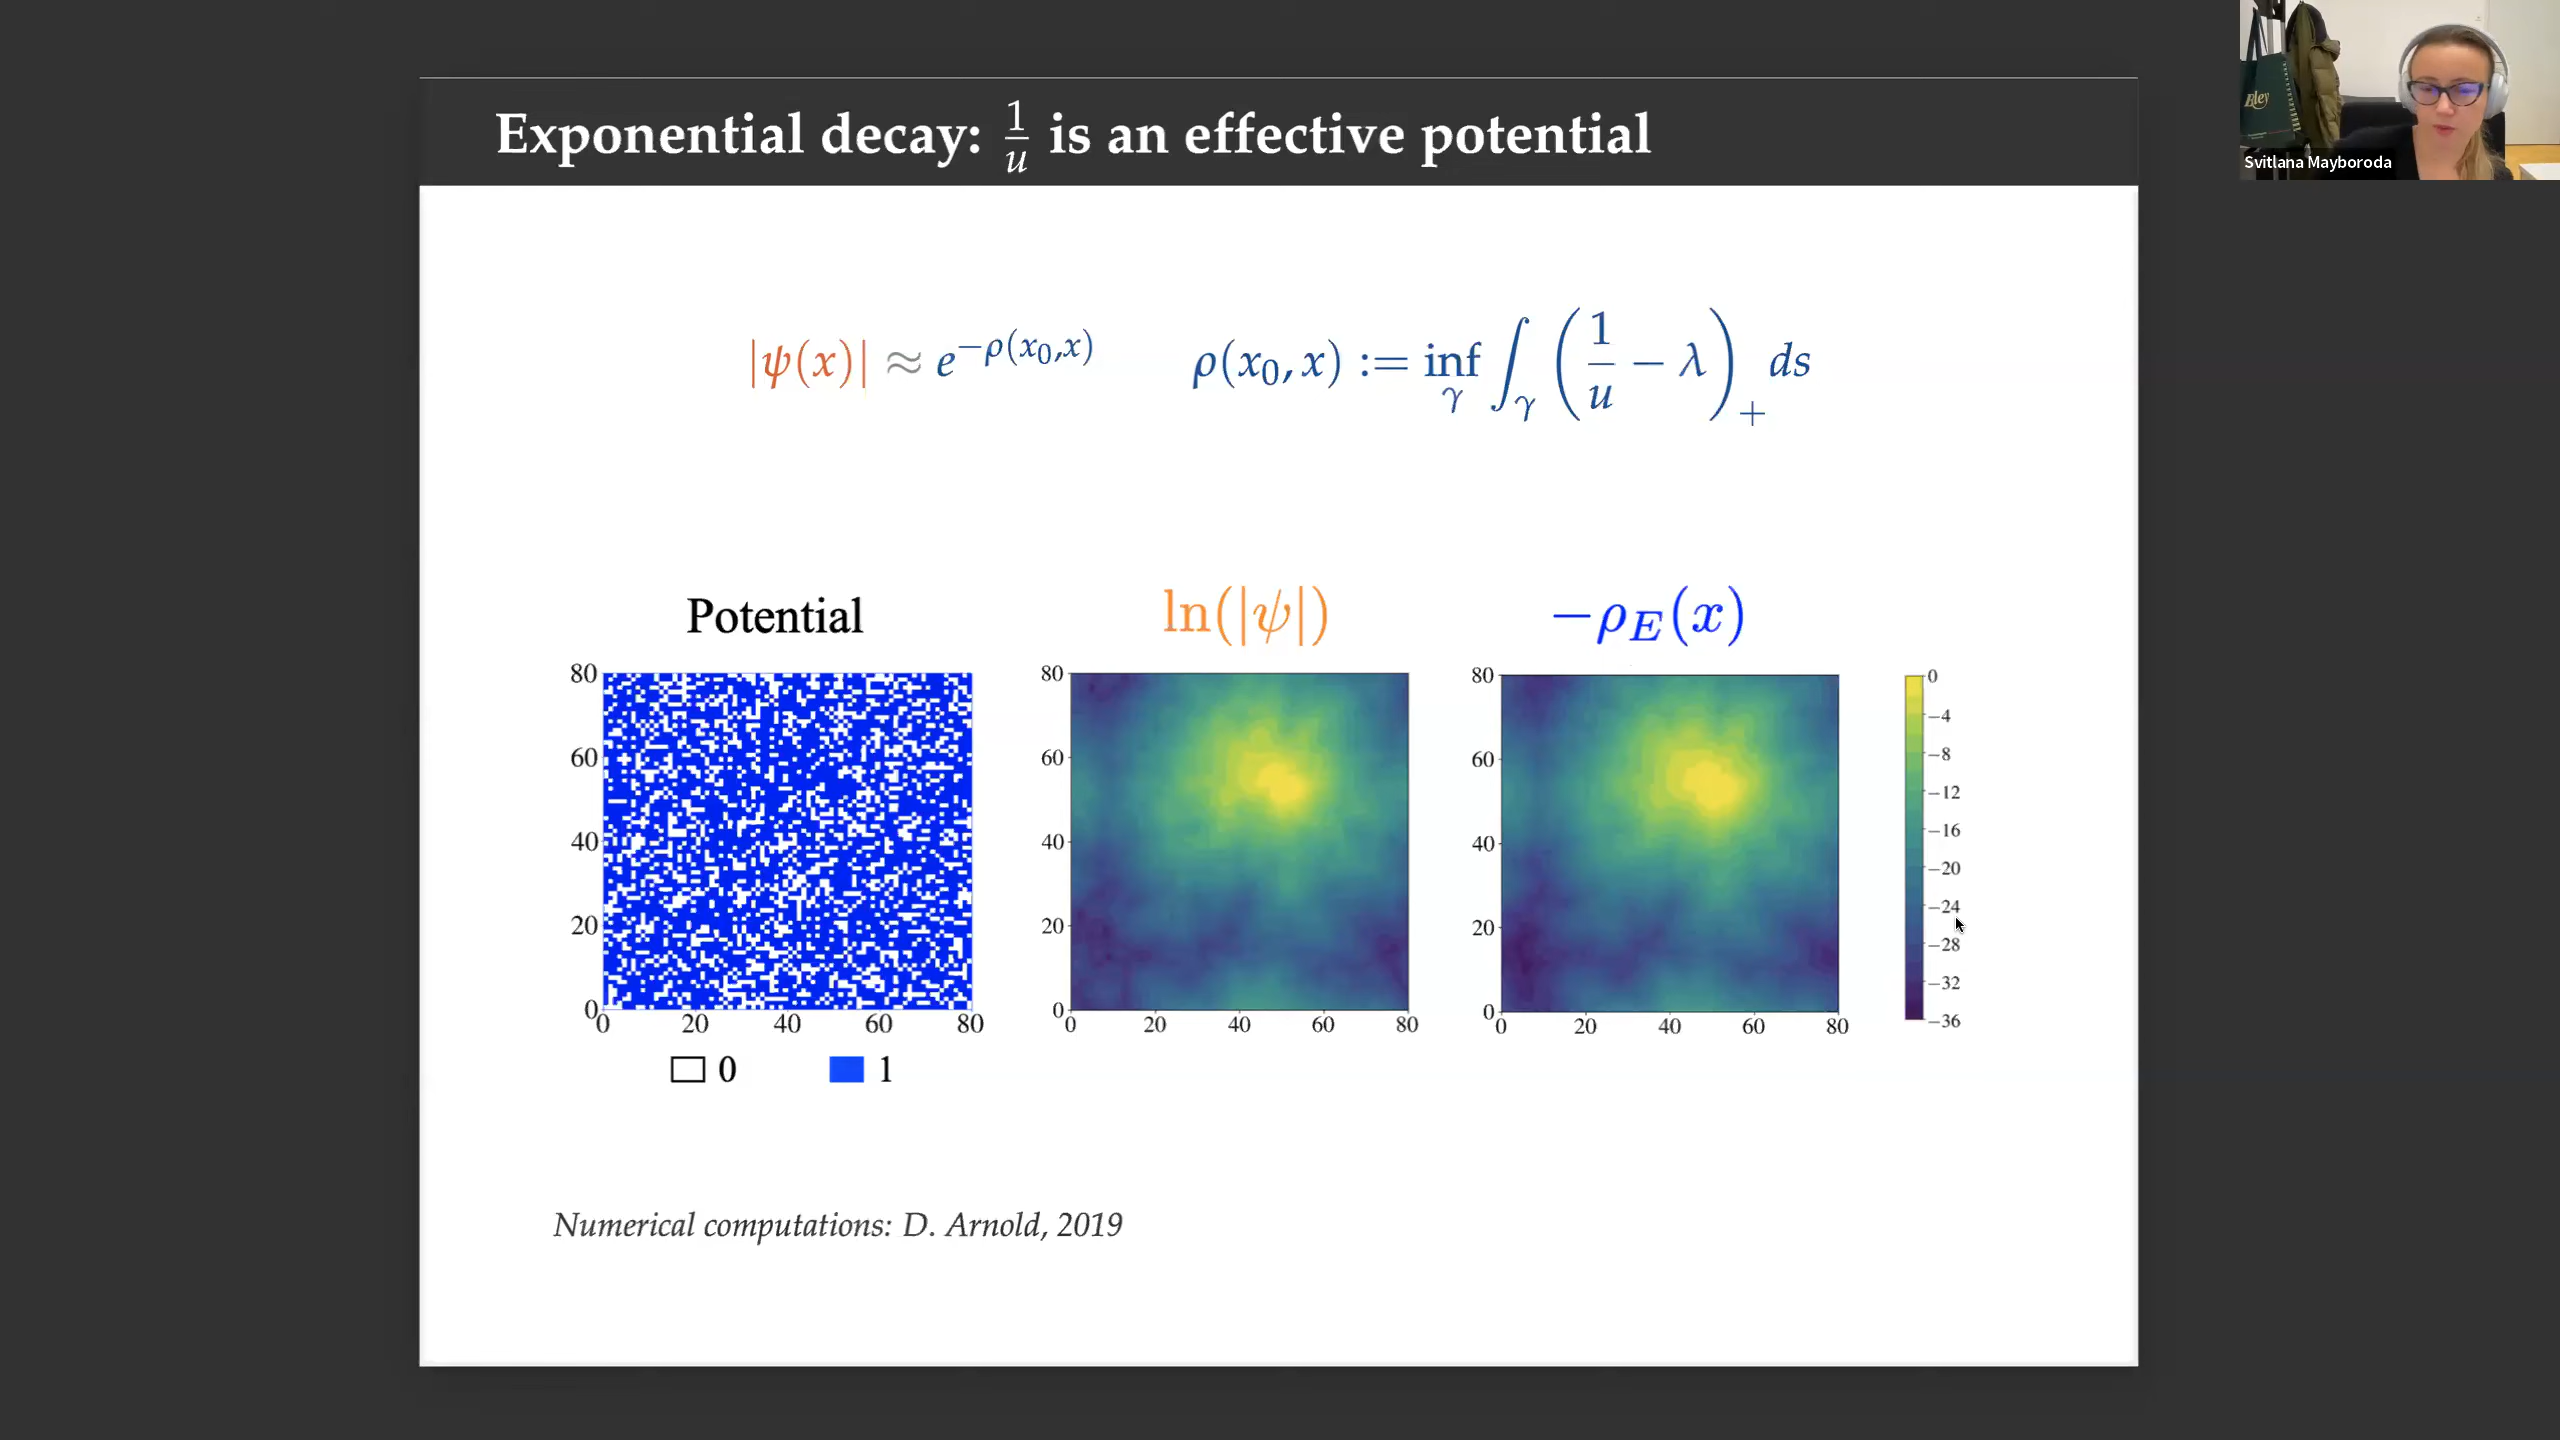 Exponential decay: 1/u is an effective potential
Svitlana Mayboroda
|ψ(x)| ≈ e^{−ρ(x₀,x)} ρ(x₀, x) := inf_γ ∫_γ (1/u − λ)₊ ds
Potential
ln(|ψ|)
−ρ_E(x)
80
60
40
20
0
0 20 40 60 80
0 1
80
60
40
20
0
0 20 40 60 80
80
60
40
20
0
0 20 40 60 80
0
−4
−8
−12
−16
−20
−24
−28
−32
−36
Numerical computations: D. Arnold, 2019